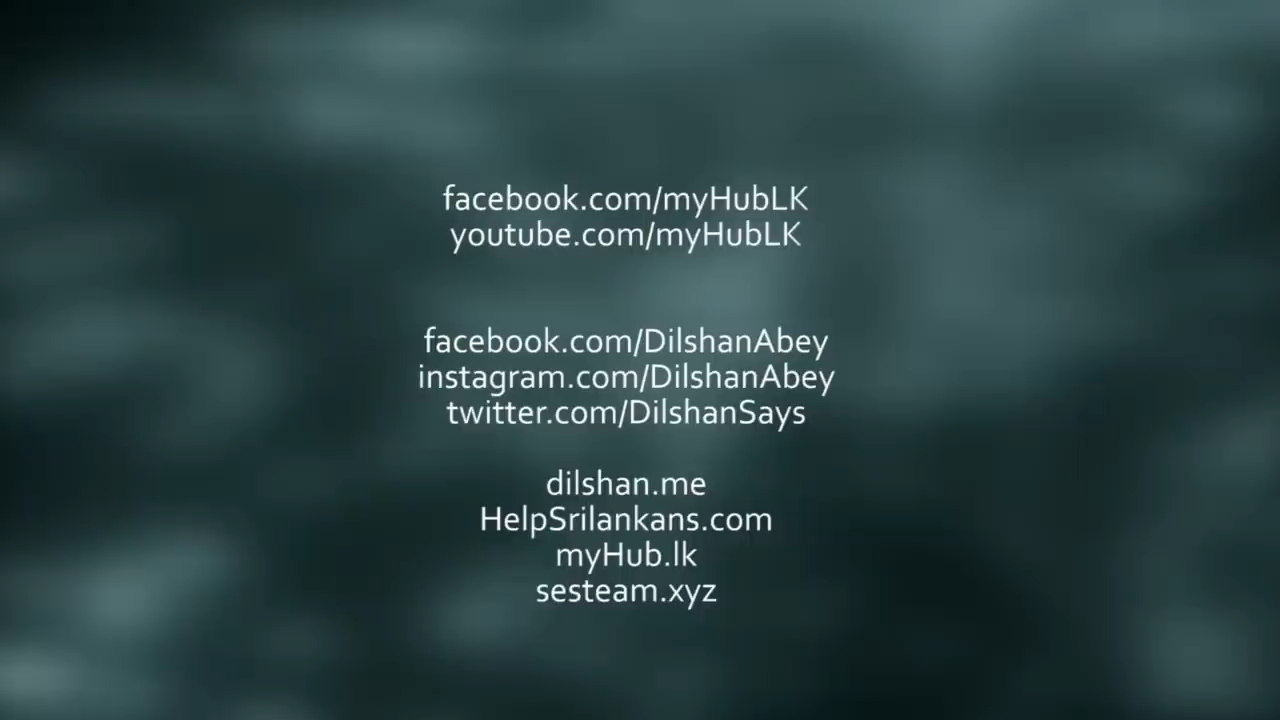 facebook.com/myHubLK
youtube.com/myHubLK
facebook.com/DilshanAbey
instagram.com/DilshanAbey
twitter.com/DilshanSays
dilshan.me
HelpSrilankans.com
myHub.lk
sesteam.xyz